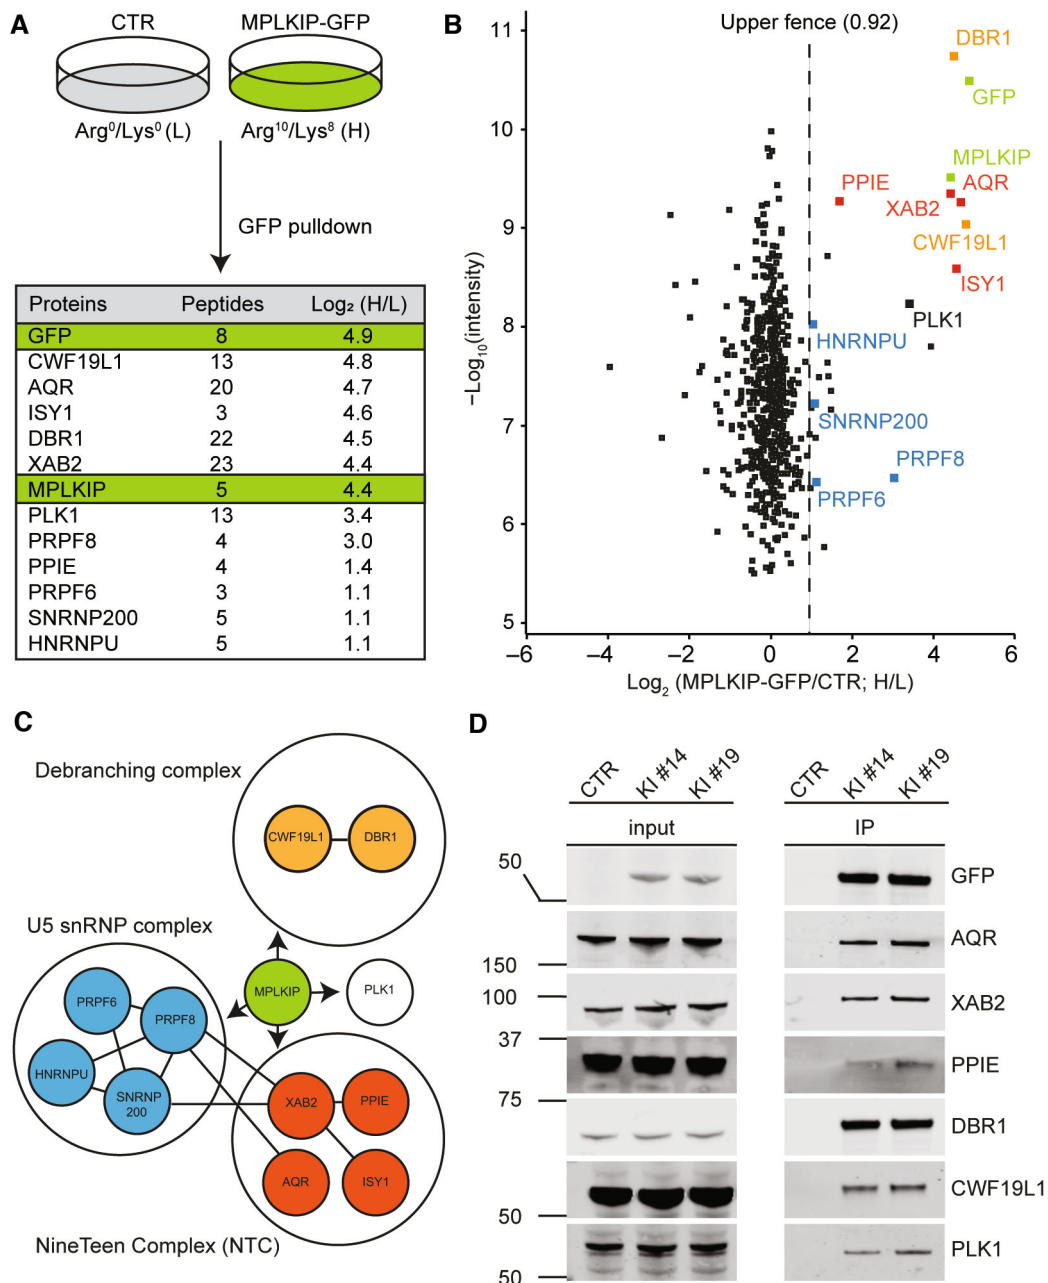 A
CTR
MPLKIP-GFP
Arg⁰/Lys⁰ (L)
Arg¹⁰/Lys⁸ (H)
GFP pulldown
Proteins Peptides Log₂ (H/L)
GFP 8 4.9
CWF19L1 13 4.8
AQR 20 4.7
ISY1 3 4.6
DBR1 22 4.5
XAB2 23 4.4
MPLKIP 5 4.4
PLK1 13 3.4
PRPF8 4 3.0
PPIE 4 1.4
PRPF6 3 1.1
SNRNP200 5 1.1
HNRNPU 5 1.1
B
Upper fence (0.92)
−Log₁₀(intensity)
11
10
9
8
7
6
5
DBR1
GFP
MPLKIP
PPIE
AQR
XAB2
CWF19L1
ISY1
PLK1
HNRNPU
SNRNP200
PRPF8
PRPF6
−6 −4 −2 0 2 4 6
Log₂ (MPLKIP-GFP/CTR; H/L)
C
Debranching complex
CWF19L1
DBR1
U5 snRNP complex
MPLKIP
PLK1
PRPF6
PRPF8
HNRNPU
SNRNP
200
XAB2
PPIE
AQR
ISY1
NineTeen Complex (NTC)
D
CTR KI #14 KI #19
input
CTR KI #14 KI #19
IP
50
GFP
AQR
150
100
XAB2
37
PPIE
75
DBR1
CWF19L1
50
PLK1
50